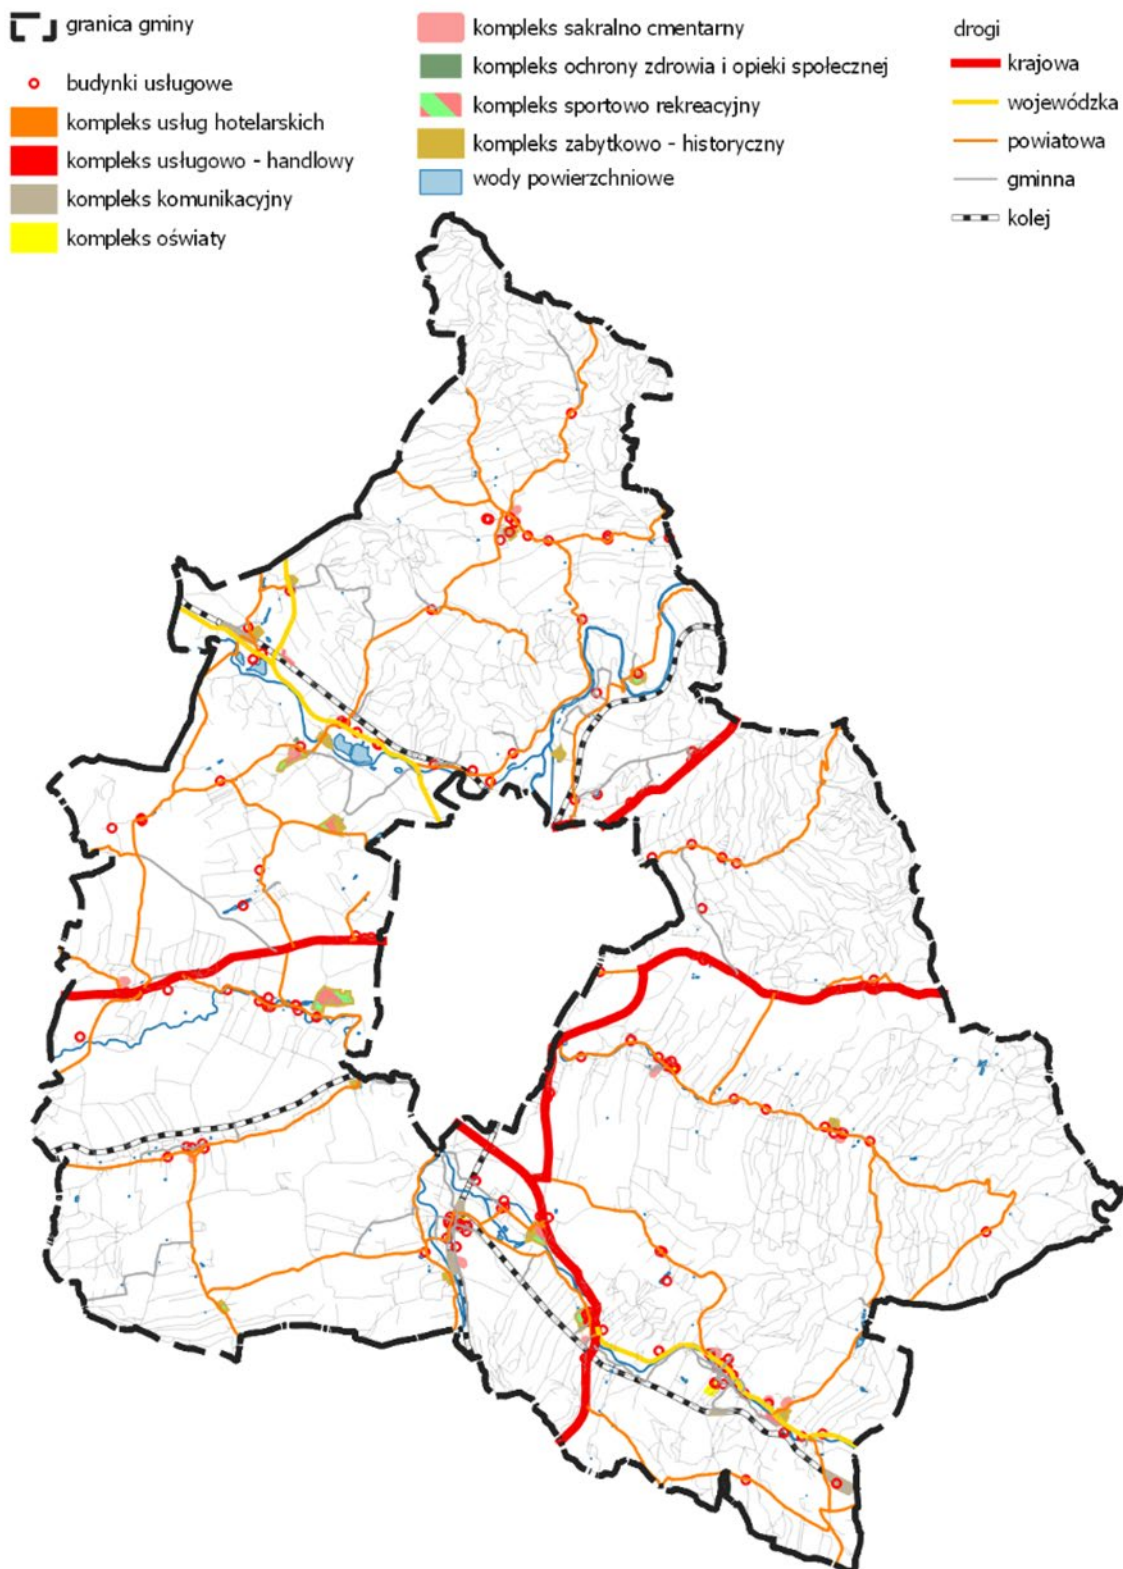 granica gminy
budynki usługowe
kompleks usług hotelarskich
kompleks usługowo - handlowy
kompleks komunikacyjny
kompleks oświaty
kompleks sakralno cmentarny
kompleks ochrony zdrowia i opieki społecznej
kompleks sportowo rekreacyjny
kompleks zabytkowo - historyczny
wody powierzchniowe
drogi
krajowa
wojewódzka
powiatowa
gminna
kolej